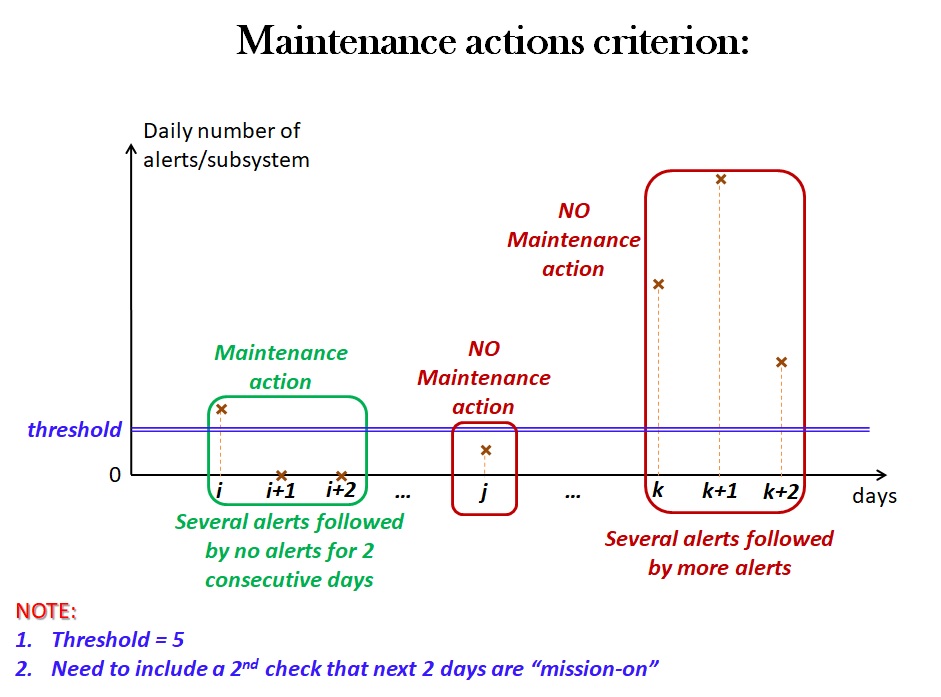 Maintenance actions criterion:
Daily number of
alerts/subsystem
NO
Maintenance
action
Maintenance
action
NO
Maintenance
action
threshold
0
i
i+1
i+2
...
j
...
k
k+1
k+2
days
Several alerts followed
by no alerts for 2
consecutive days
Several alerts followed
by more alerts
NOTE:
1. Threshold = 5
2. Need to include a 2nd check that next 2 days are “mission-on”